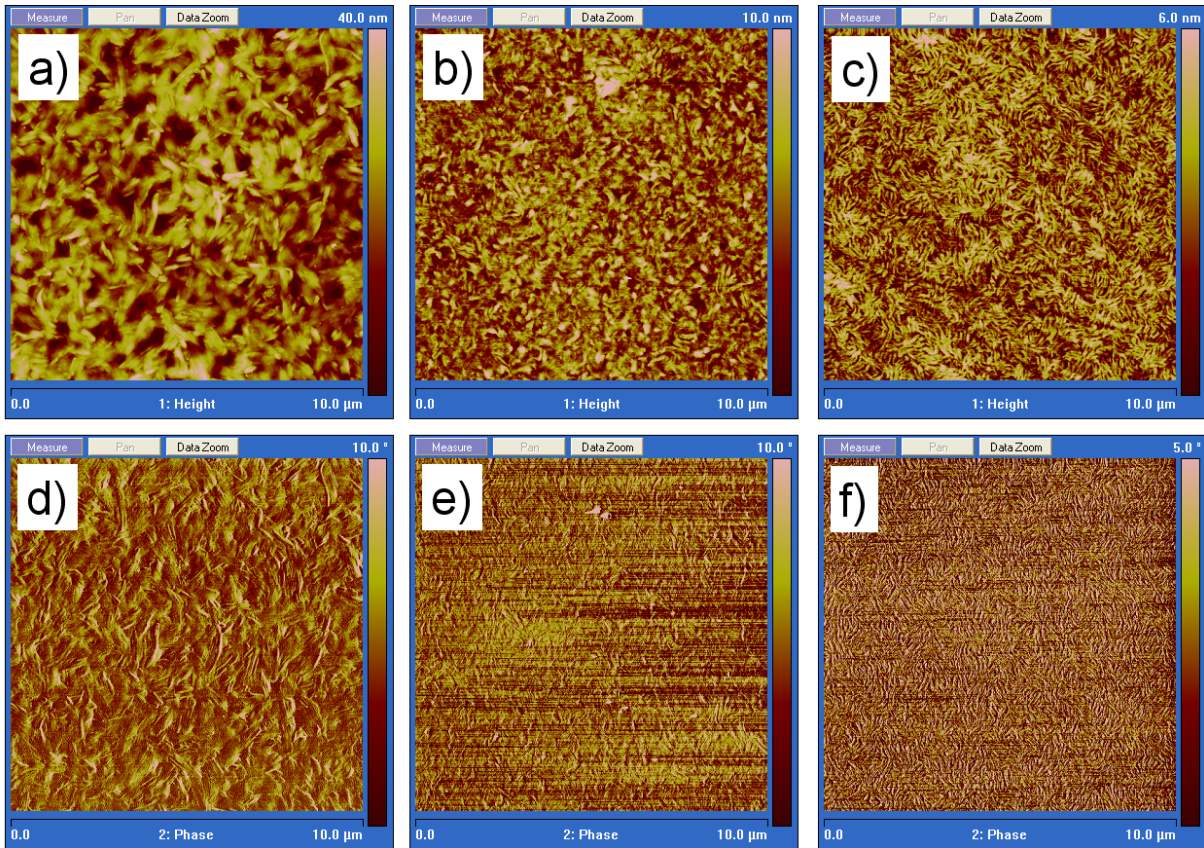 Measure Pan Data Zoom 40.0 nm
a)
0.0 1: Height 10.0 µm
Measure Pan Data Zoom 10.0 nm
b)
0.0 1: Height 10.0 µm
Measure Pan Data Zoom 6.0 nm
c)
0.0 1: Height 10.0 µm
Measure Pan Data Zoom 10.0 °
d)
0.0 2: Phase 10.0 µm
Measure Pan Data Zoom 10.0 °
e)
0.0 2: Phase 10.0 µm
Measure Pan Data Zoom 5.0 °
f)
0.0 2: Phase 10.0 µm